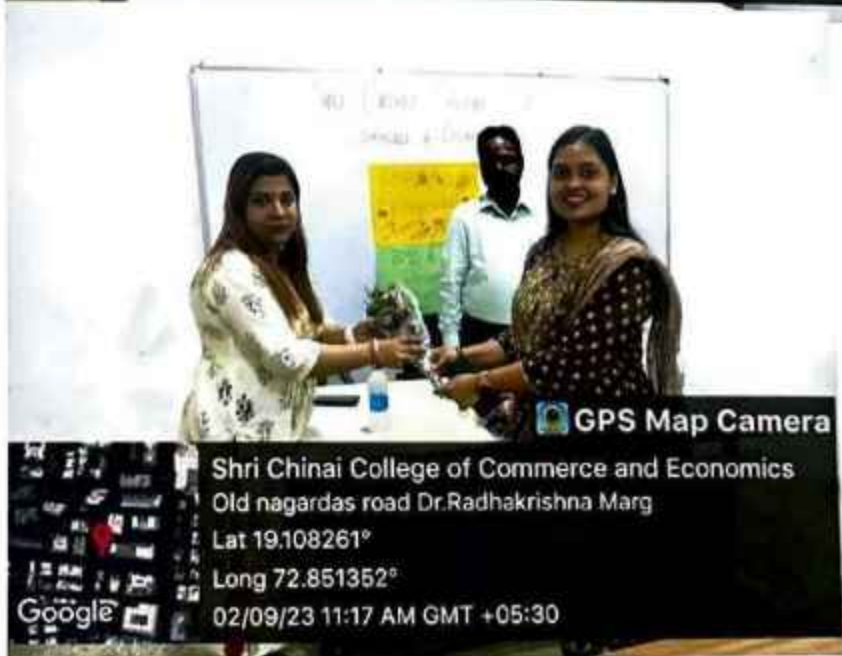 GPS Map Camera
Shri Chinai College of Commerce and Economics
Old nagardas road Dr.Radhakrishna Marg
Lat 19.108261°
Long 72.851352°
02/09/23 11:17 AM GMT +05:30
Google